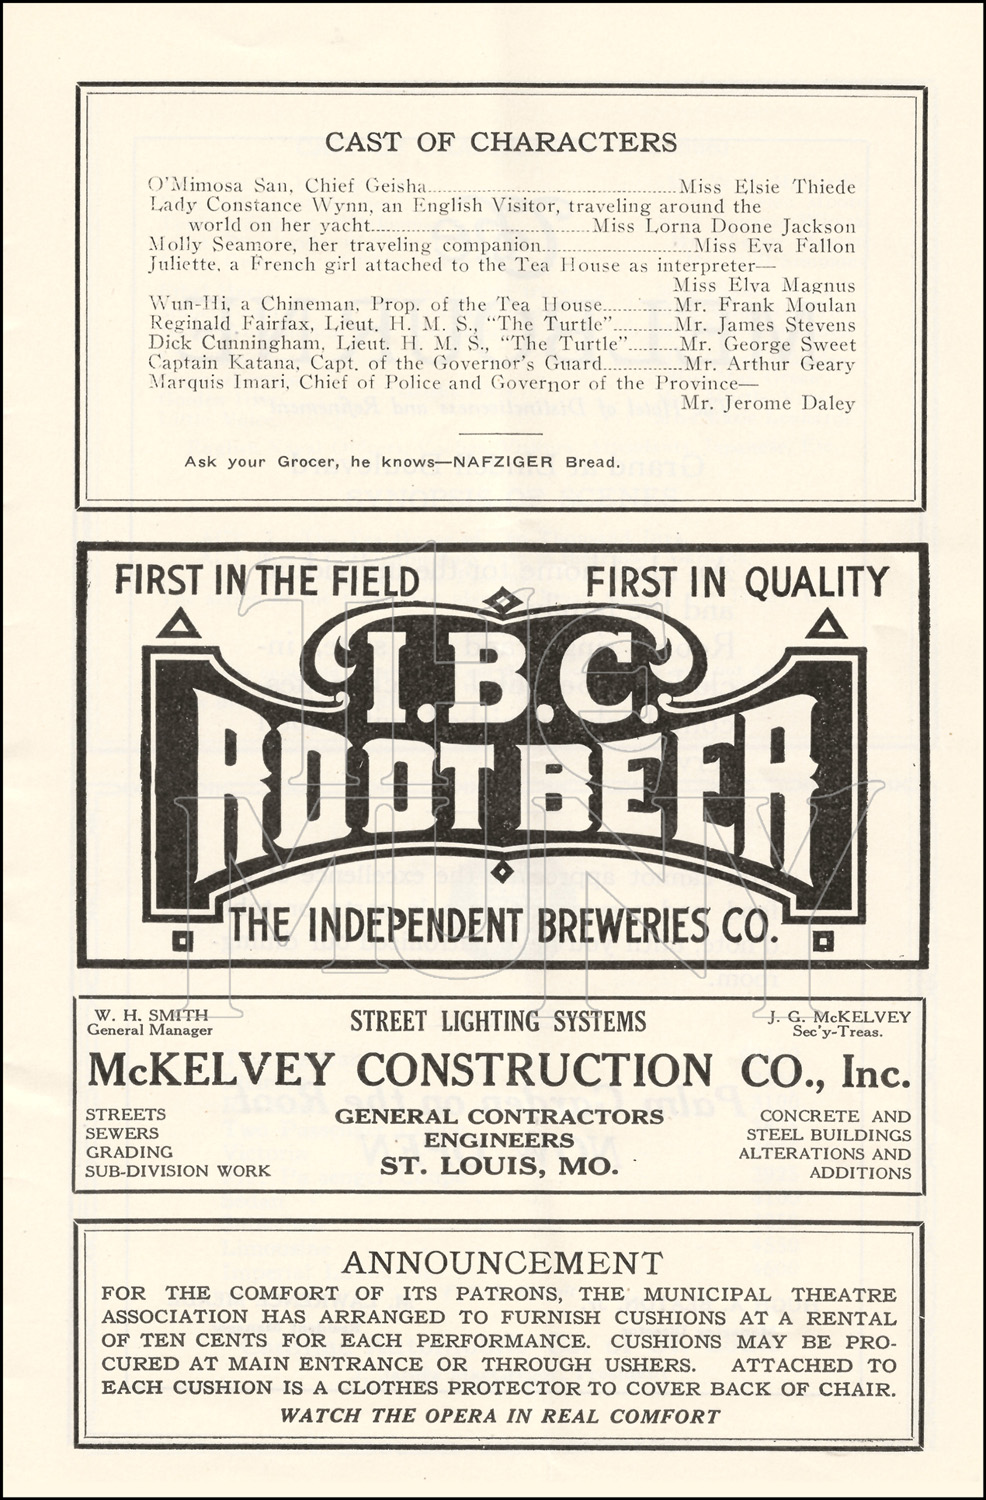 CAST OF CHARACTERS
O'Mimosa San, Chief Geisha........Miss Elsie Thiede
Lady Constance Wynn, an English Visitor, traveling around the
world on her yacht........Miss Lorna Doone Jackson
Molly Seamore, her traveling companion........Miss Eva Fallon
Juliette, a French girl attached to the Tea House as interpreter—
Miss Elva Magnus
Wun-Hi, a Chineman, Prop. of the Tea House........Mr. Frank Moulan
Reginald Fairfax, Lieut. H. M. S., "The Turtle"........Mr. James Stevens
Dick Cunningham, Lieut. H. M. S., "The Turtle"........Mr. George Sweet
Captain Katana, Capt. of the Governor's Guard........Mr. Arthur Geary
Marquis Imari, Chief of Police and Governor of the Province—
Mr. Jerome Daley
Ask your Grocer, he knows—NAFZIGER Bread.
FIRST IN THE FIELD FIRST IN QUALITY
I.B.C.
ROOT BEER
THE INDEPENDENT BREWERIES CO.
THE MUNY
W. H. SMITH
General Manager
STREET LIGHTING SYSTEMS
J. G. McKELVEY
Sec'y-Treas.
McKELVEY CONSTRUCTION CO., Inc.
STREETS
SEWERS
GRADING
SUB-DIVISION WORK
GENERAL CONTRACTORS
ENGINEERS
ST. LOUIS, MO.
CONCRETE AND
STEEL BUILDINGS
ALTERATIONS AND
ADDITIONS
ANNOUNCEMENT
FOR THE COMFORT OF ITS PATRONS, THE MUNICIPAL THEATRE
ASSOCIATION HAS ARRANGED TO FURNISH CUSHIONS AT A RENTAL
OF TEN CENTS FOR EACH PERFORMANCE. CUSHIONS MAY BE PRO-
CURED AT MAIN ENTRANCE OR THROUGH USHERS. ATTACHED TO
EACH CUSHION IS A CLOTHES PROTECTOR TO COVER BACK OF CHAIR.
WATCH THE OPERA IN REAL COMFORT